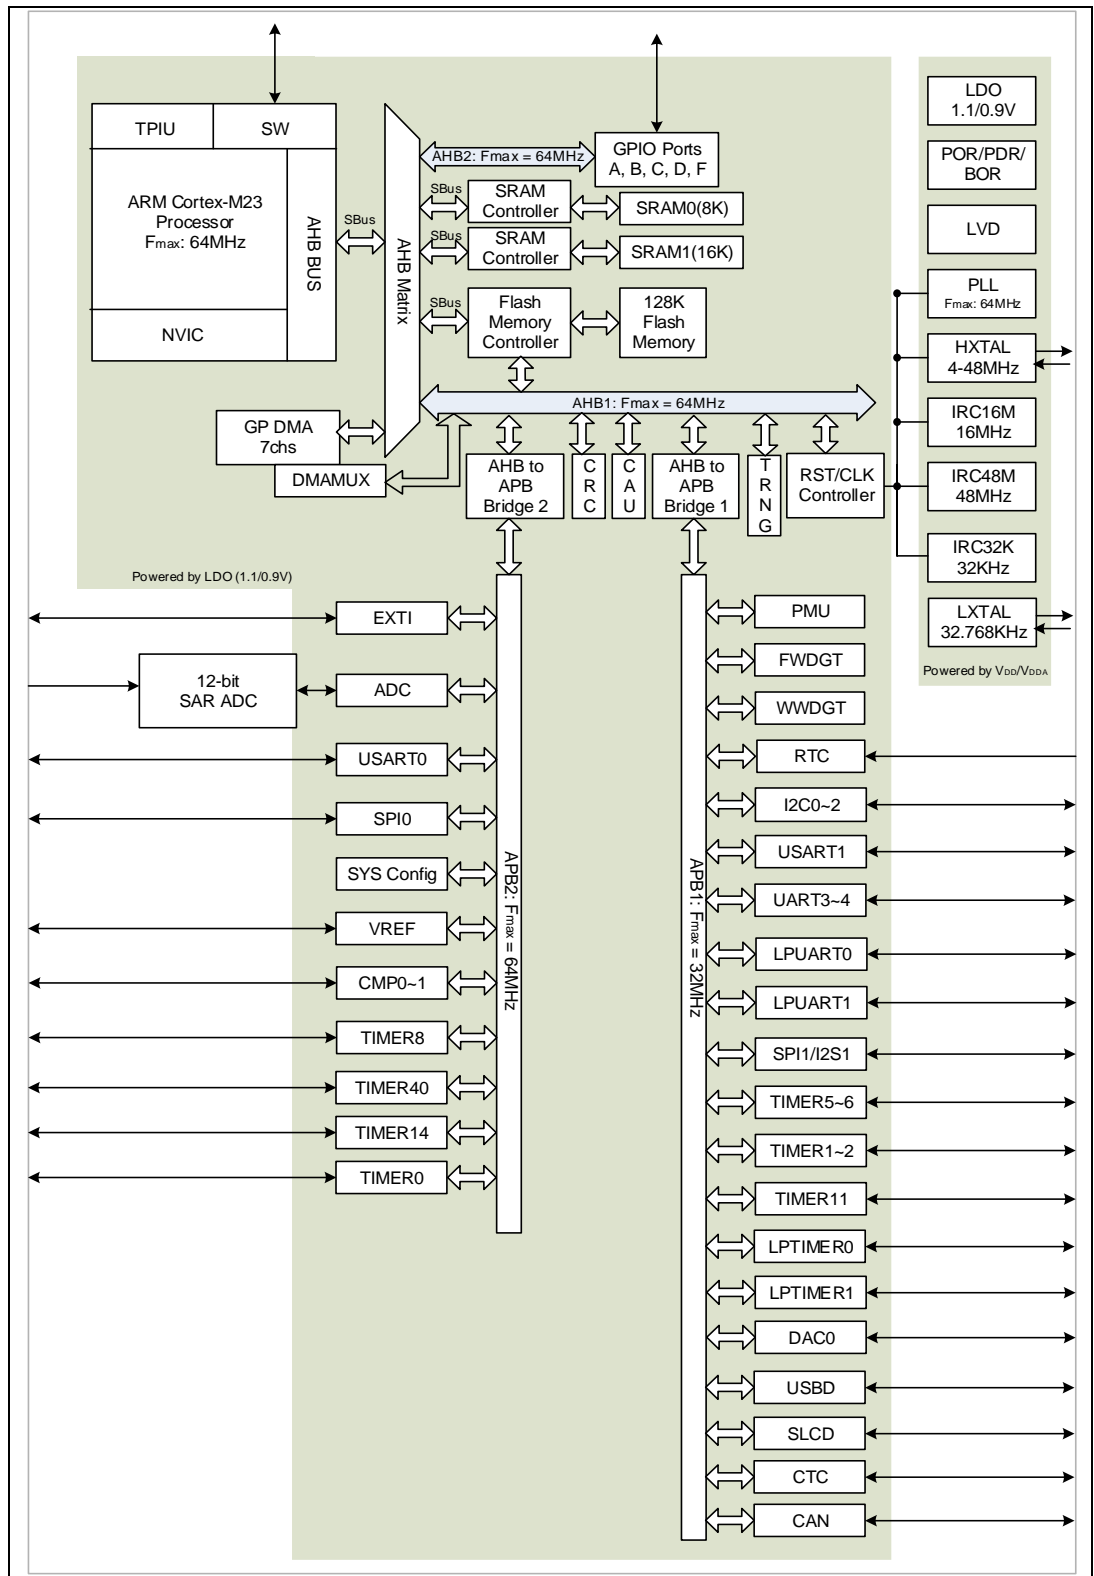 TPIU
SW
ARM Cortex-M23
Processor
Fmax: 64MHz
NVIC
AHB BUS
SBus
AHB Matrix
GP DMA
7chs
DMAMUX
AHB2: Fmax = 64MHz
GPIO Ports
A, B, C, D, F
SBus
SRAM
Controller
SRAM0(8K)
SBus
SRAM
Controller
SRAM1(16K)
SBus
Flash
Memory
Controller
128K
Flash
Memory
AHB1: Fmax = 64MHz
AHB to
APB
Bridge 2
C
R
C
C
A
U
AHB to
APB
Bridge 1
T
R
N
G
RST/CLK
Controller
LDO
1.1/0.9V
POR/PDR/
BOR
LVD
PLL
Fmax: 64MHz
HXTAL
4-48MHz
IRC16M
16MHz
IRC48M
48MHz
IRC32K
32KHz
LXTAL
32.768KHz
Powered by VDD/VDDA
Powered by LDO (1.1/0.9V)
EXTI
12-bit
SAR ADC
ADC
USART0
SPI0
SYS Config
VREF
CMP0~1
TIMER8
TIMER40
TIMER14
TIMER0
APB2: Fmax = 64MHz
APB1: Fmax = 32MHz
PMU
FWDGT
WWDGT
RTC
I2C0~2
USART1
UART3~4
LPUART0
LPUART1
SPI1/I2S1
TIMER5~6
TIMER1~2
TIMER11
LPTIMER0
LPTIMER1
DAC0
USBD
SLCD
CTC
CAN